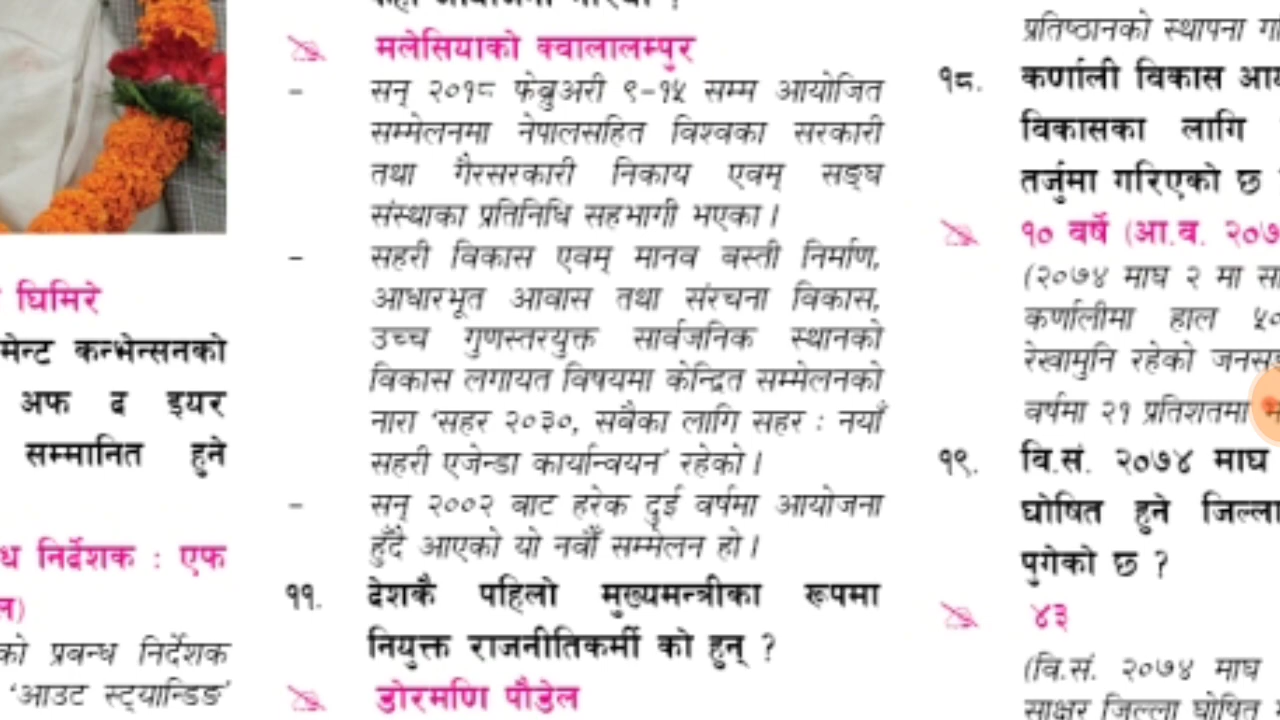 घिमिरे
मेन्ट कन्भेन्सनको
अफ द इयर
सम्मानित हुने
निर्देशक : एफ
को प्रबन्ध निर्देशक
‘आउट स्ट्यान्डिङ’
मलेसियाको क्वालालम्पुर
– सन् २०१८ फेब्रुअरी ९–१५ सम्म आयोजित
सम्मेलनमा नेपालसहित विश्वका सरकारी
तथा गैरसरकारी निकाय एवम् सङ्घ
संस्थाका प्रतिनिधि सहभागी भएका ।
– सहरी विकास एवम् मानव वस्ती निर्माण,
आधारभूत आवास तथा संरचना विकास,
उच्च गुणस्तरयुक्त सार्वजनिक स्थानको
विकास लगायत विषयमा केन्द्रित सम्मेलनको
नारा ‘सहर २०३०, सबैका लागि सहर : नयाँ
सहरी एजेन्डा कार्यान्वयन’ रहेको ।
– सन् २००२ बाट हरेक दुई वर्षमा आयोजना
हुँदै आएको यो नवौँ सम्मेलन हो ।
११. देशकै पहिलो मुख्यमन्त्रीका रूपमा
नियुक्त राजनीतिकर्मी को हुन् ?
डोरमणि पौडेल
प्रतिष्ठानको स्थापना
१८. कर्णाली विकास
विकासका लागि
तर्जुमा गरिएको छ
१० वर्षे (आ.व. २०७
(२०७४ माघ २ मा
कर्णालीमा हाल ५०
रेखामुनि रहेको
वर्षमा २१ प्रतिशतमा
१९. वि.सं. २०७४ माघ
घोषित हुने जिल्ला
पुगेको छ ?
४३
(वि.सं. २०७४ माघ
साक्षर जिल्ला घोषित